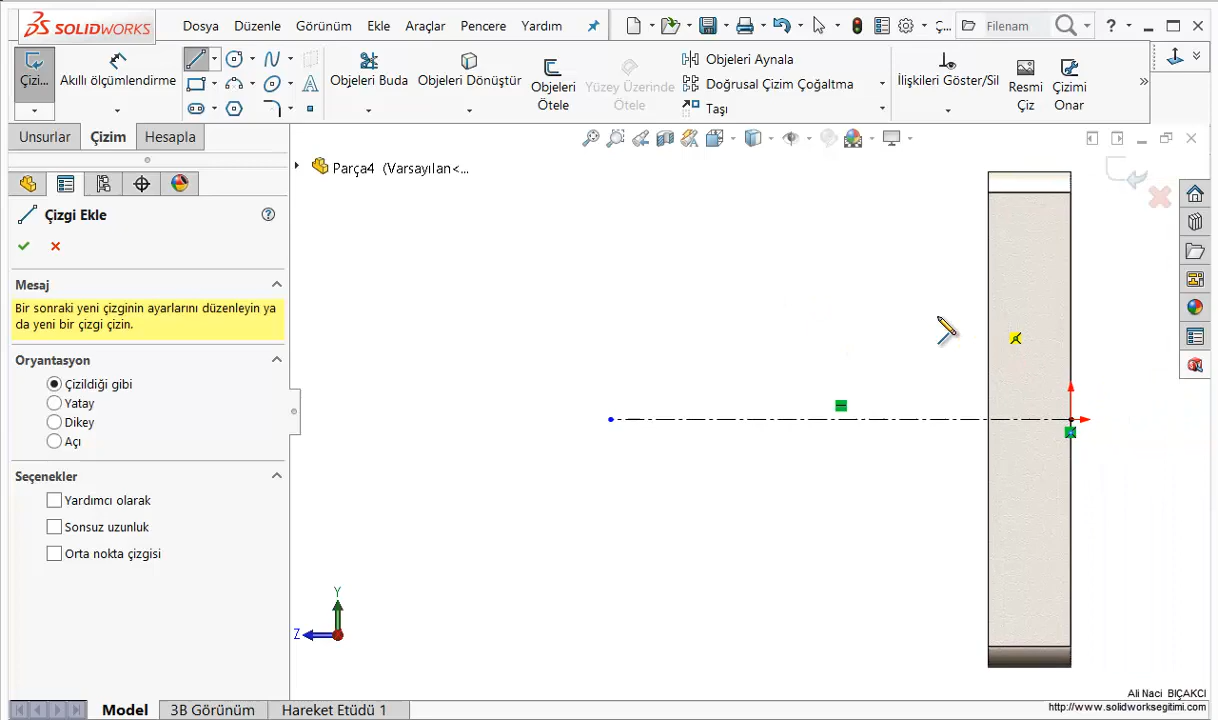 SOLIDWORKS
Dosya Düzenle Görünüm Ekle Araçlar Pencere Yardım
Ç... Filenam ?
Çizi... Akıllı ölçümlendirme
Objeleri Buda Objeleri Dönüştür Objeleri Ötele Yüzey Üzerinde Ötele
Objeleri Aynala
Doğrusal Çizim Çoğaltma
Taşı
İlişkileri Göster/Sil Resmi Çiz Çizimi Onar
Unsurlar Çizim Hesapla
Parça4 (Varsayılan<...
Çizgi Ekle
Mesaj
Bir sonraki yeni çizginin ayarlarını düzenleyin ya
da yeni bir çizgi çizin.
Oryantasyon
Çizildiği gibi
Yatay
Dikey
Açı
Seçenekler
Yardımcı olarak
Sonsuz uzunluk
Orta nokta çizgisi
Y
Z
Ali Naci BIÇAKCI
http://www.solidworksegitimi.com
Model 3B Görünüm Hareket Etüdü 1